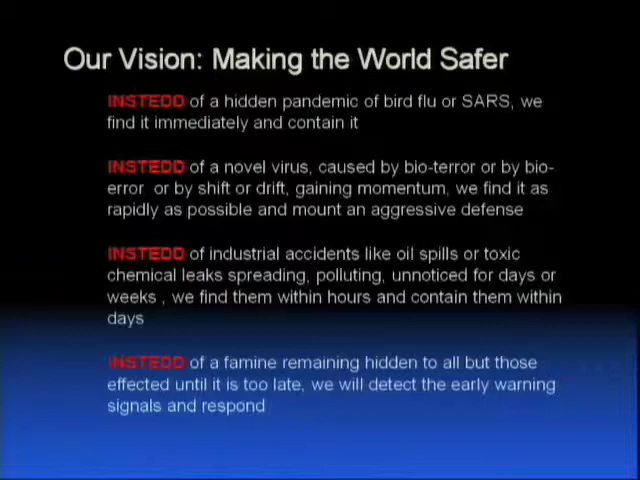 Our Vision: Making the World Safer
INSTEDD of a hidden pandemic of bird flu or SARS, we
find it immediately and contain it
INSTEDD of a novel virus, caused by bio-terror or by bio-
error or by shift or drift, gaining momentum, we find it as
rapidly as possible and mount an aggressive defense
INSTEDD of industrial accidents like oil spills or toxic
chemical leaks spreading, polluting, unnoticed for days or
weeks , we find them within hours and contain them within
days
INSTEDD of a famine remaining hidden to all but those
effected until it is too late, we will detect the early warning
signals and respond